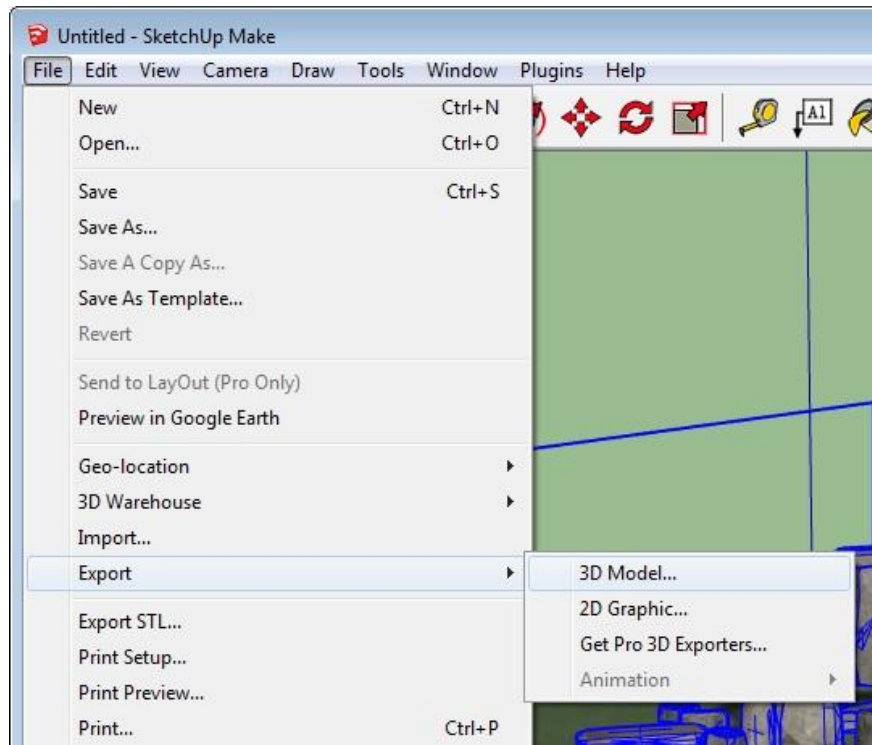 Untitled - SketchUp Make
File Edit View Camera Draw Tools Window Plugins Help
New Ctrl+N
Open... Ctrl+O
A1
Save Ctrl+S
Save As...
Save A Copy As...
Save As Template...
Revert
Send to LayOut (Pro Only)
Preview in Google Earth
Geo-location
3D Warehouse
Import...
Export
3D Model...
2D Graphic...
Get Pro 3D Exporters...
Animation
Export STL...
Print Setup...
Print Preview...
Print... Ctrl+P